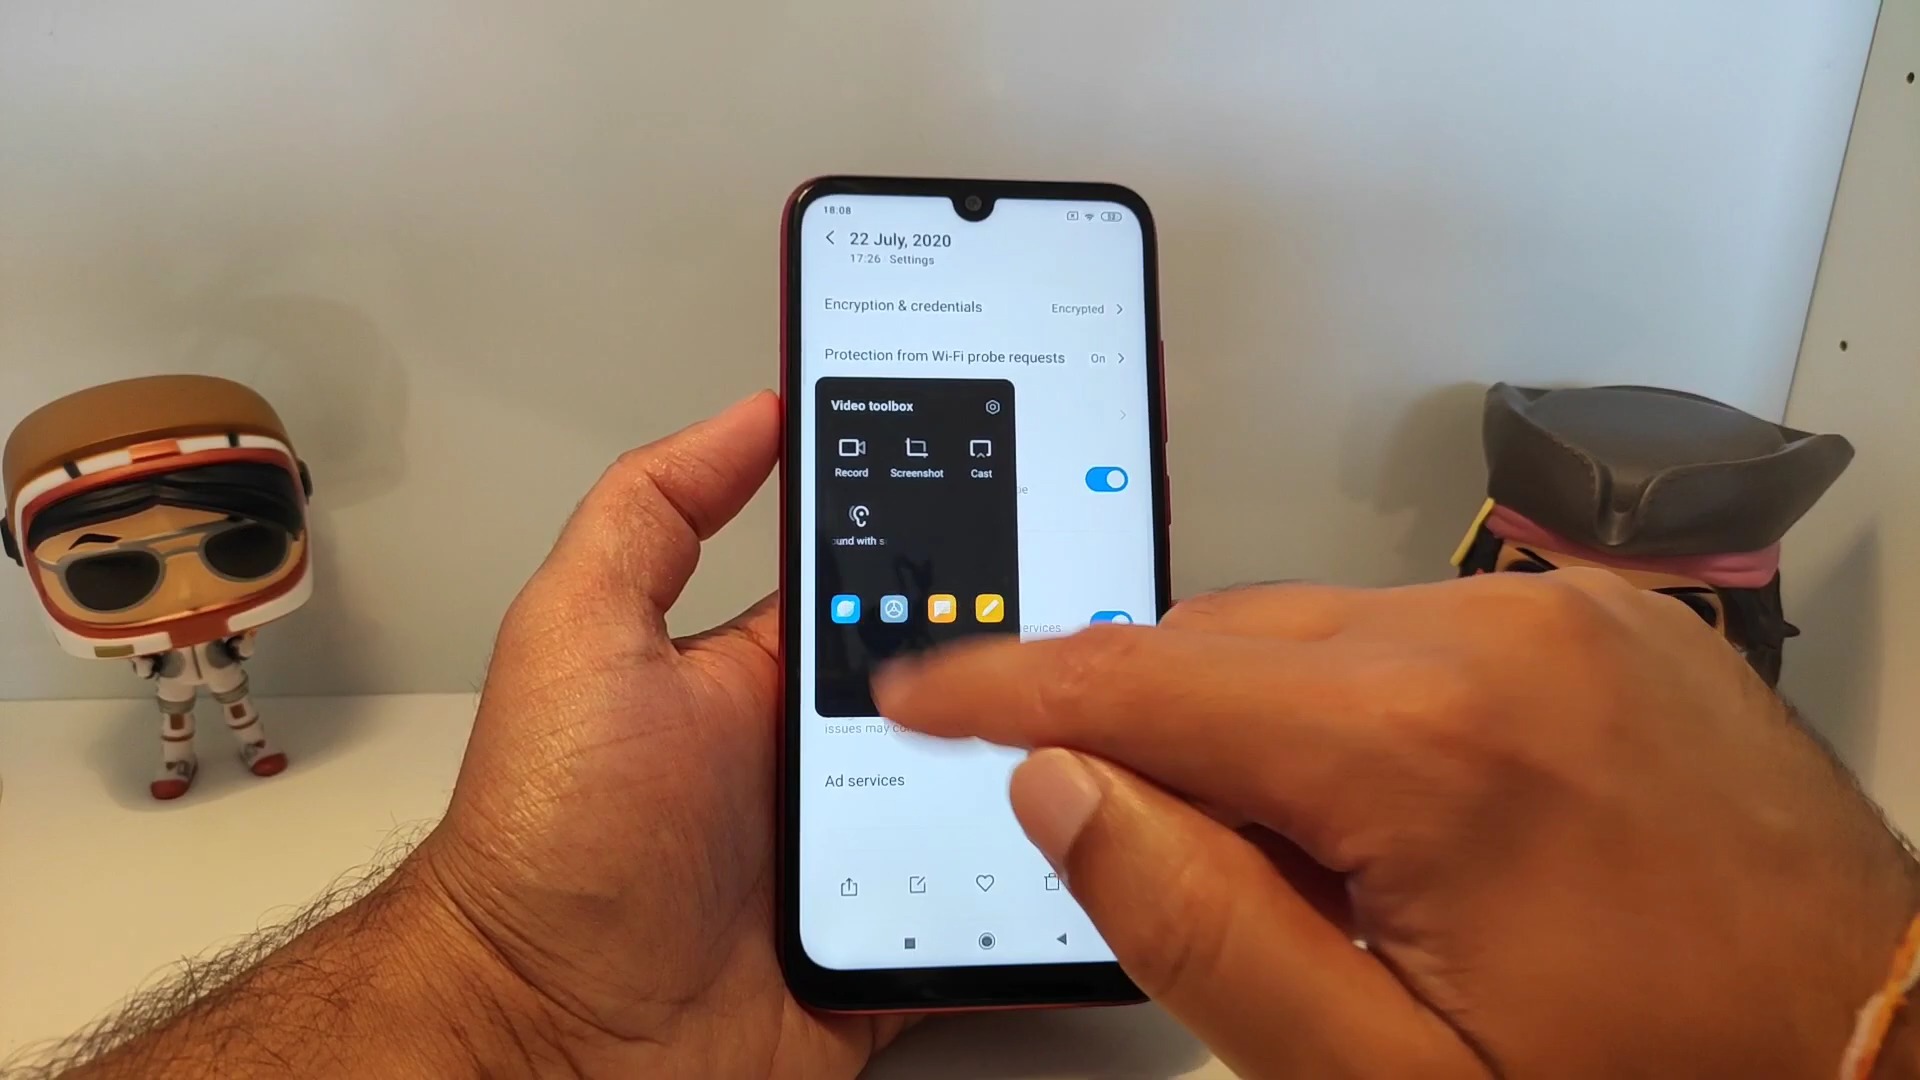 18:08
22 July, 2020
17:26 Settings
Encryption & credentials Encrypted
Protection from Wi-Fi probe requests On
Video toolbox
Record Screenshot Cast
und with s
ervices
issues may
Ad services